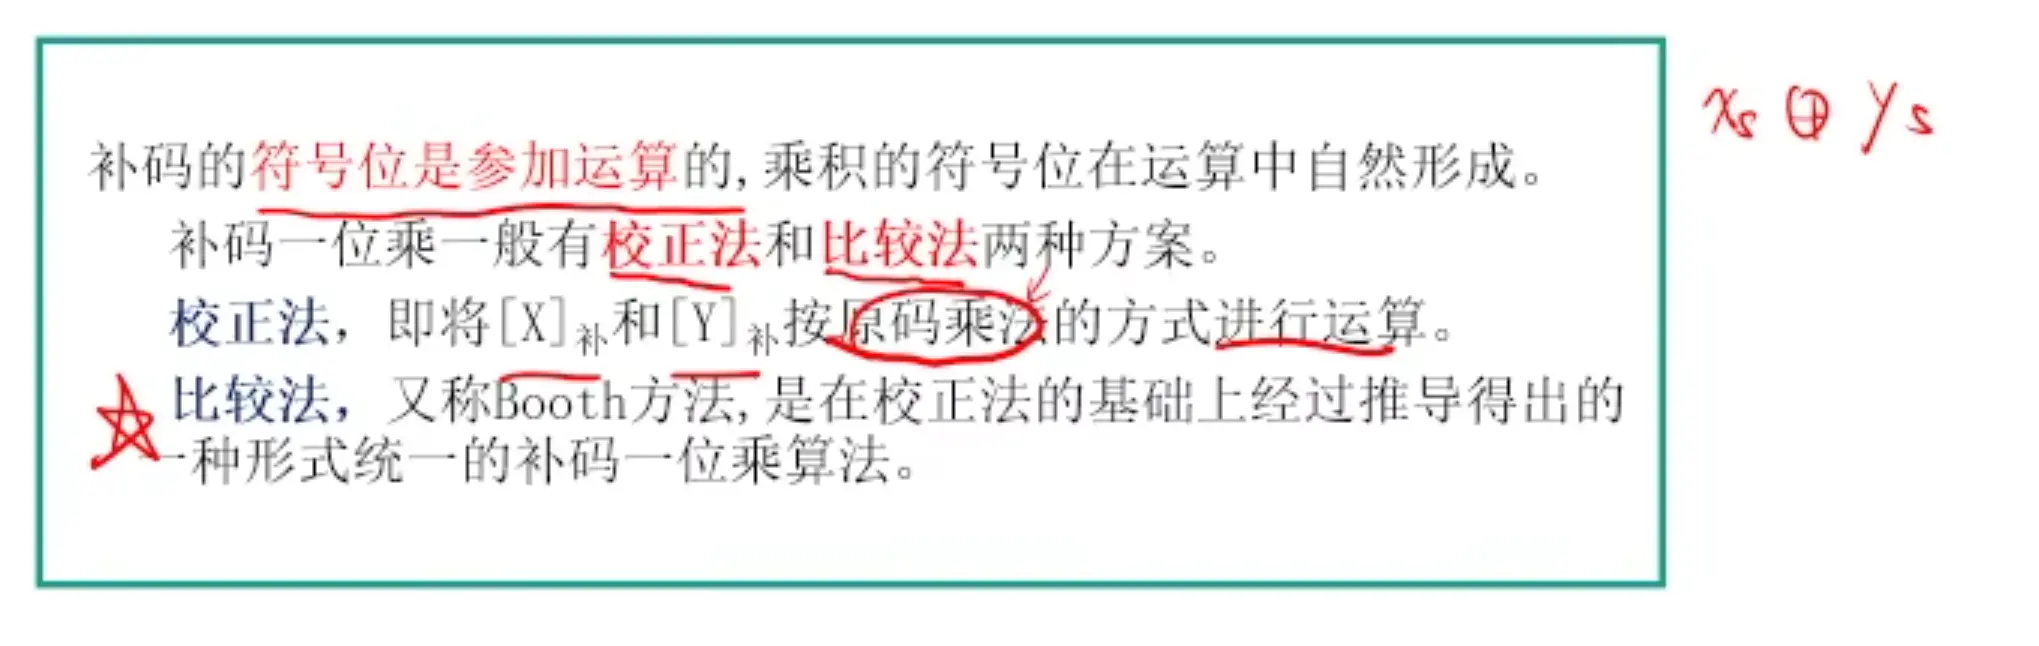 补码的符号位是参加运算的,乘积的符号位在运算中自然形成。
Xs ⊕ Ys
补码一位乘一般有校正法和比较法两种方案。
校正法，即将[X]补和[Y]补按原码乘法的方式进行运算。
比较法，又称Booth方法,是在校正法的基础上经过推导得出的
一种形式统一的补码一位乘算法。